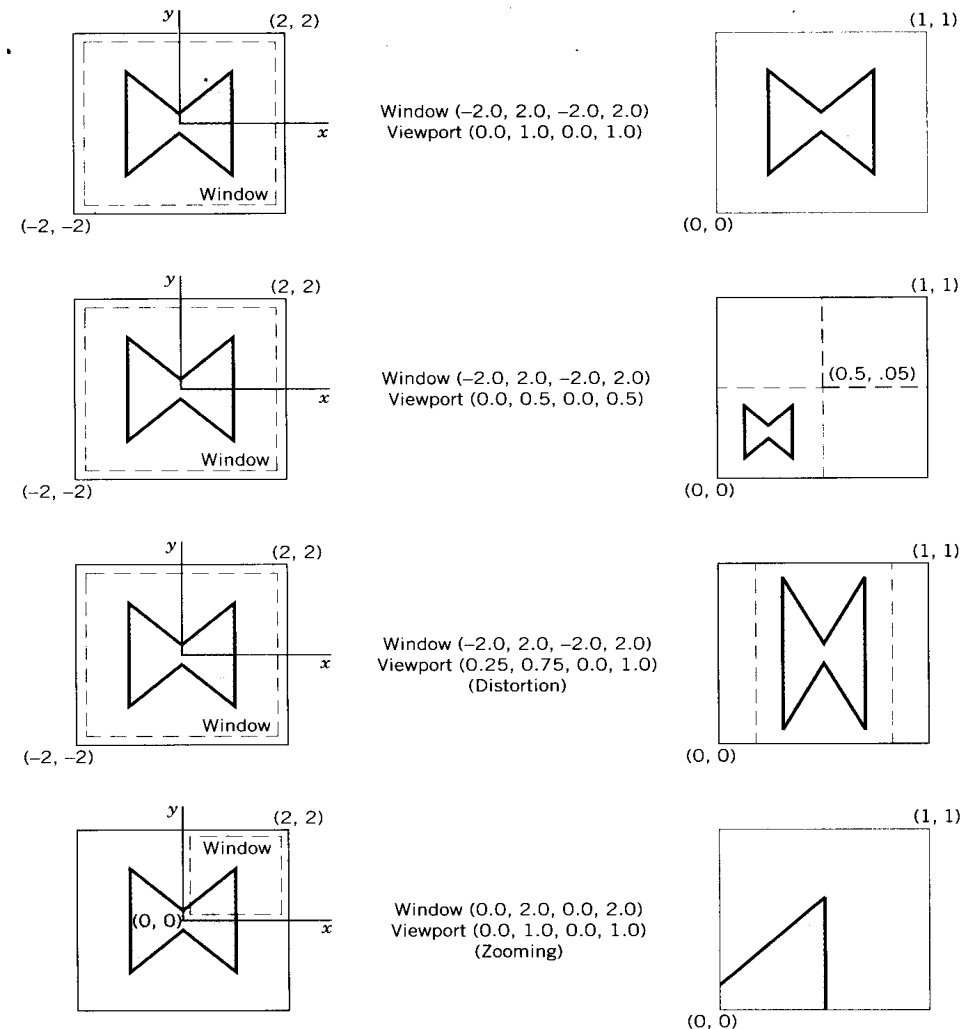 y
(2, 2)
(1, 1)
Window (–2.0, 2.0, –2.0, 2.0)
Viewport (0.0, 1.0, 0.0, 1.0)
x
Window
(–2, –2)
(0, 0)
y
(2, 2)
(1, 1)
Window (–2.0, 2.0, –2.0, 2.0)
Viewport (0.0, 0.5, 0.0, 0.5)
(0.5, .05)
x
Window
(–2, –2)
(0, 0)
y
(2, 2)
(1, 1)
Window (–2.0, 2.0, –2.0, 2.0)
Viewport (0.25, 0.75, 0.0, 1.0)
(Distortion)
x
Window
(–2, –2)
(0, 0)
y
(2, 2)
(1, 1)
Window
(0, 0)
x
Window (0.0, 2.0, 0.0, 2.0)
Viewport (0.0, 1.0, 0.0, 1.0)
(Zooming)
(0, 0)